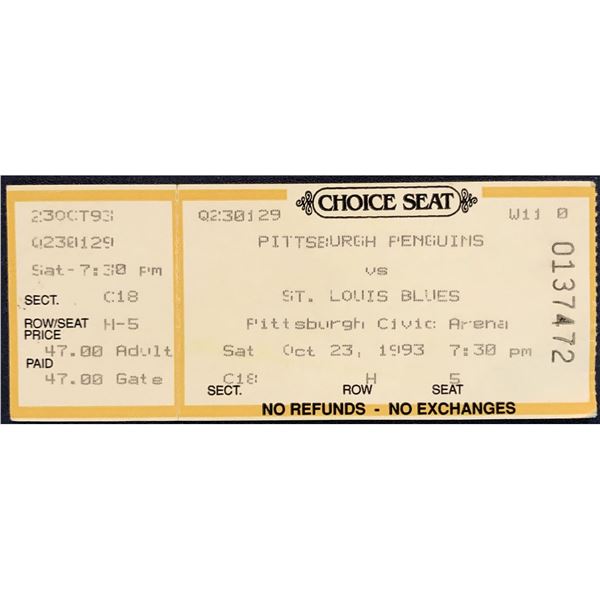 23OCT93
Q230129
Sat-7:30 pm
SECT. C18
ROW/SEAT H-5
PRICE
47.00 Adult
PAID
47.00 Gate
CHOICE SEAT
Q230129 W11 0
PITTSBURGH PENGUINS
vs
ST. LOUIS BLUES
Pittsburgh Civic Arena
Sat Oct 23, 1993 7:30 pm
C18 H 5
SECT. ROW SEAT
NO REFUNDS - NO EXCHANGES
0137472